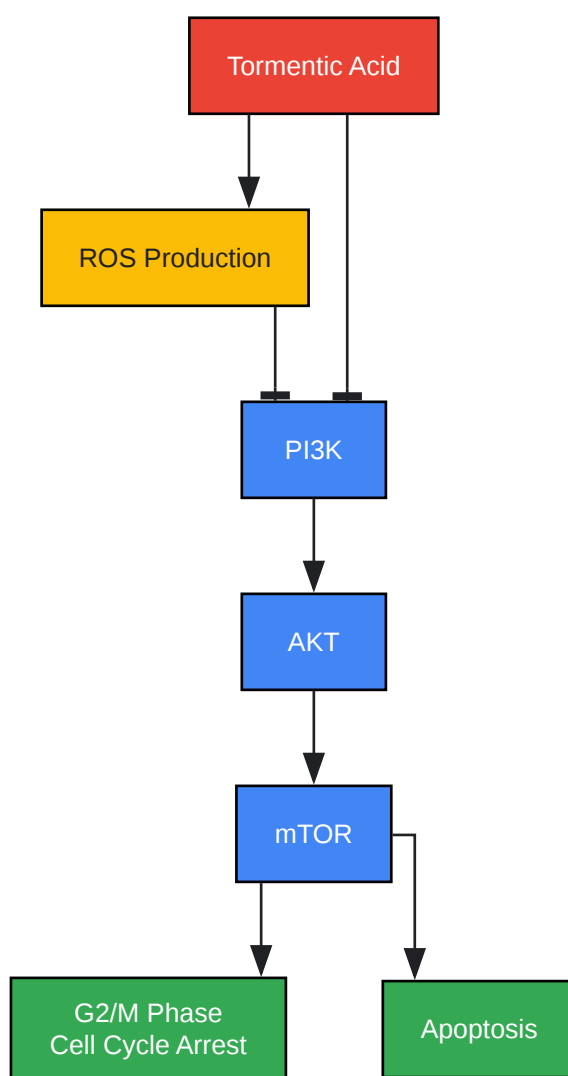 Tormentic Acid
ROS Production
PI3K
AKT
mTOR
G2/M Phase
Cell Cycle Arrest
Apoptosis